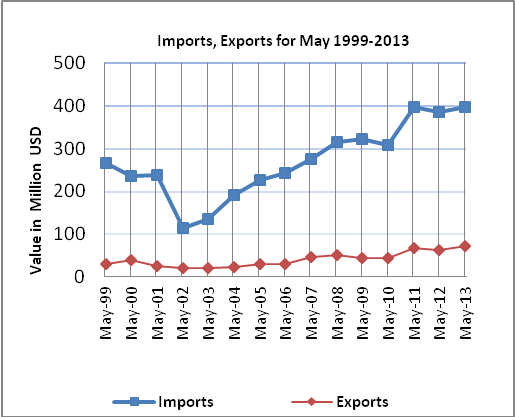 Imports, Exports for May 1999-2013
Value in Million USD
500
400
300
200
100
0
May-99
May-00
May-01
May-02
May-03
May-04
May-05
May-06
May-07
May-08
May-09
May-10
May-11
May-12
May-13
Imports
Exports